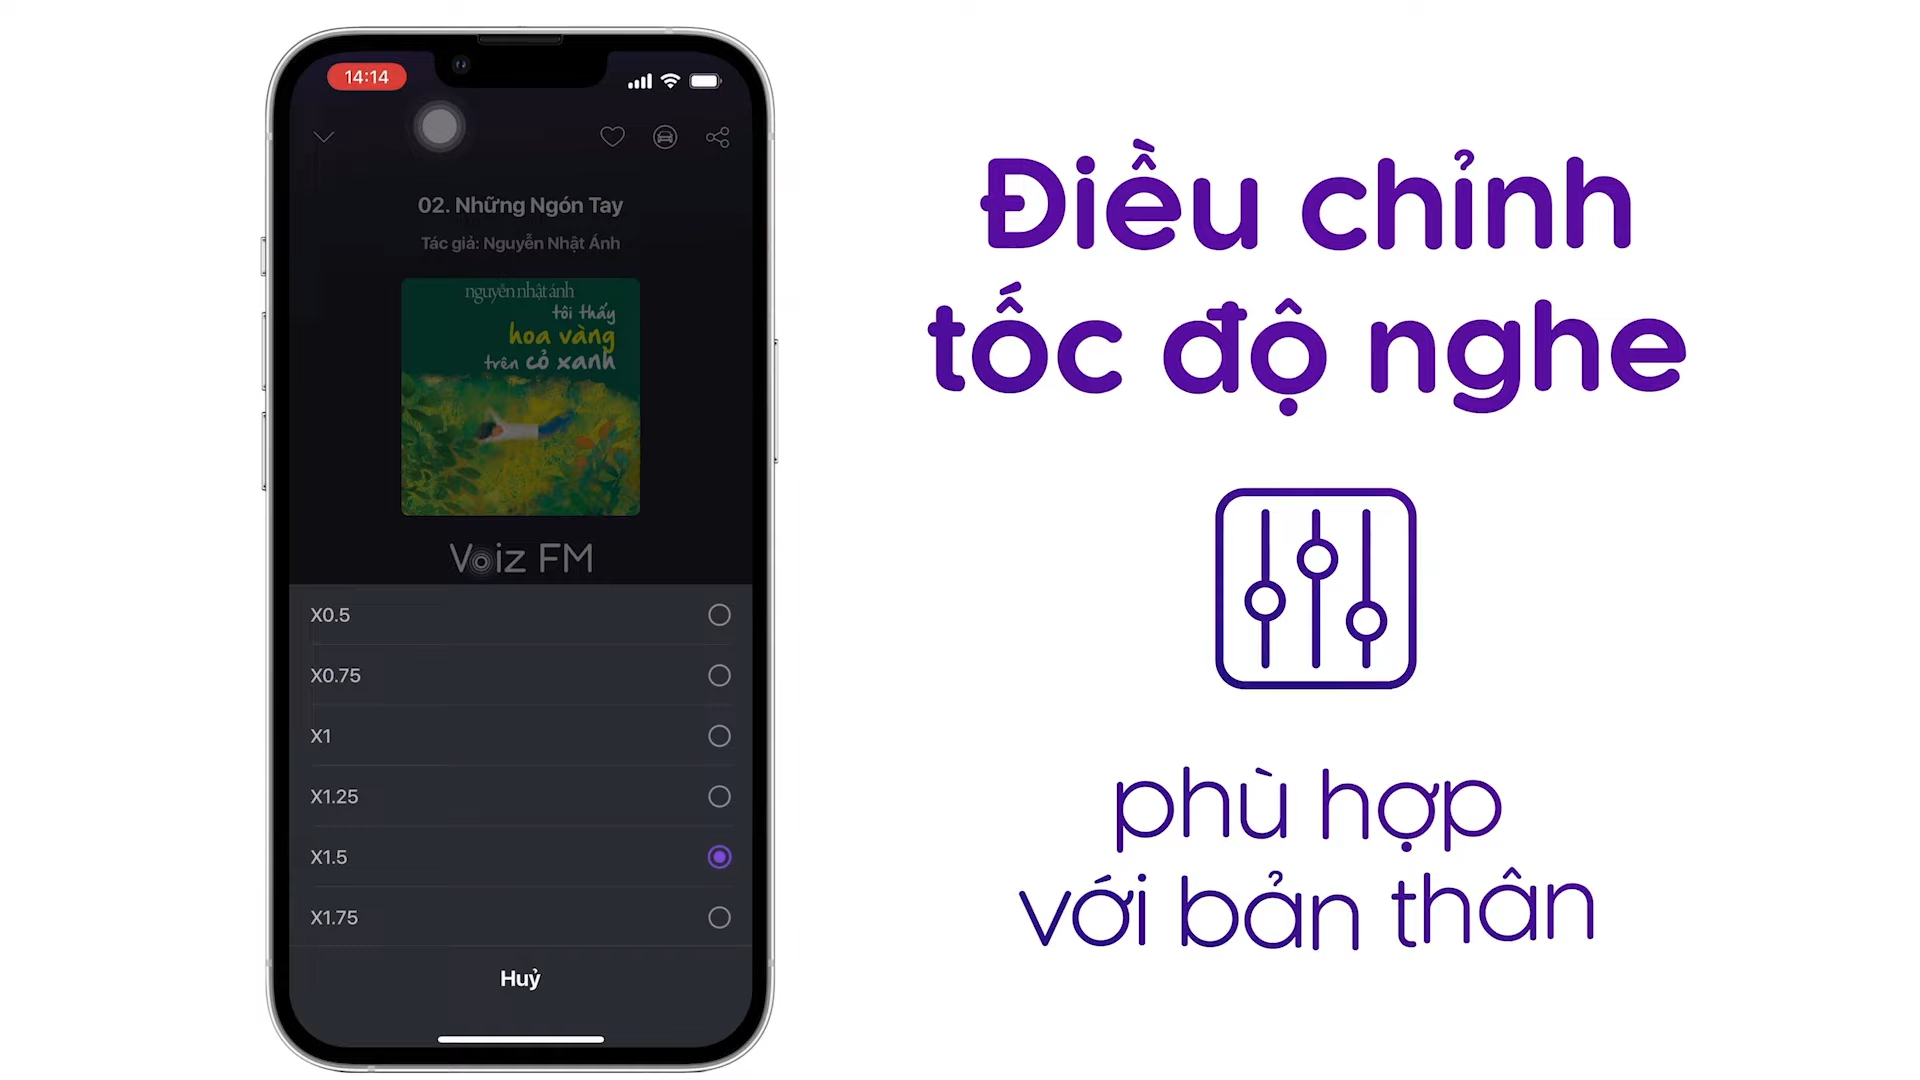 14:14
02. Những Ngón Tay
Tác giả: Nguyễn Nhật Ánh
nguyễn nhật ánh
tôi thấy
hoa vàng
trên cỏ xanh
Voiz FM
X0.5
X0.75
X1
X1.25
X1.5
X1.75
Huỷ
Điều chỉnh
tốc độ nghe
phù hợp
với bản thân